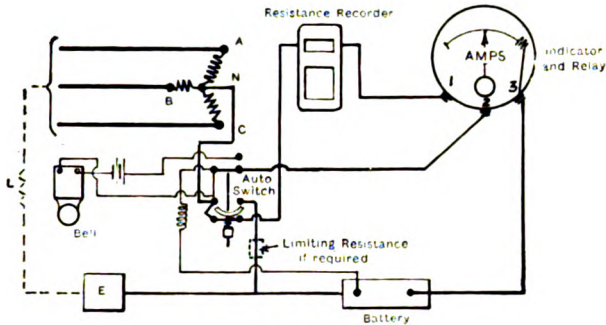 Resistance Recorder
A
AMPS
Indicator
and Relay
1
3
N
B
C
L
Auto
Switch
Bell
Limiting Resistance
if required
E
Battery